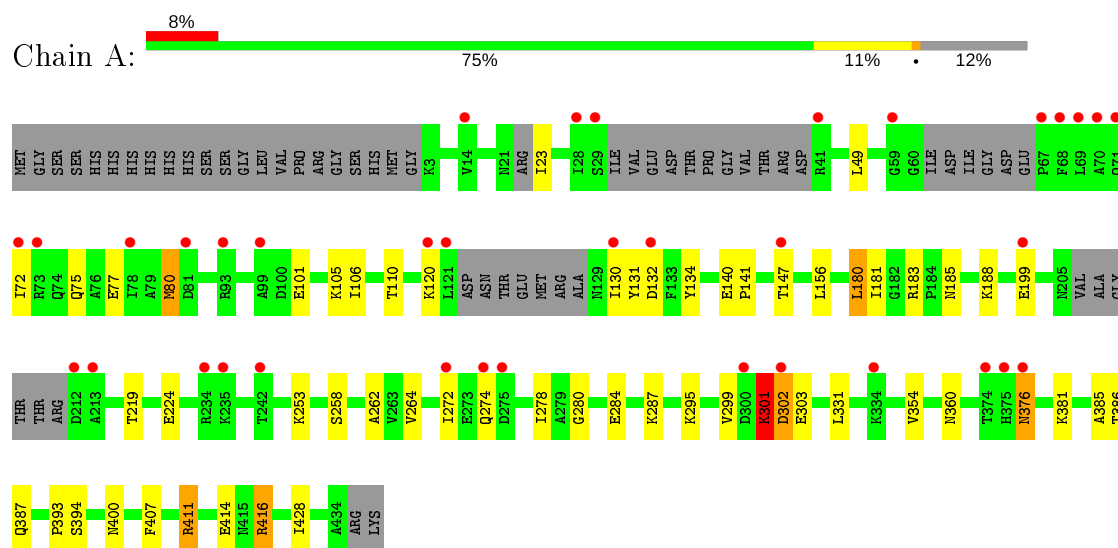 8%
Chain A:
75% 11% • 12%
MET GLY SER SER HIS HIS HIS HIS HIS HIS SER SER GLY LEU VAL PRO ARG GLY SER HIS MET GLY K3 V14 N21 ARG I23 I28 S29 ILE VAL GLU ASP THR PRO GLY VAL THR ARG ASP R41 L49 G59 G60 ILE ASP ILE GLY ASP GLU P67 F68 L69 A70 Q71
I72 R73 Q74 Q75 A76 E77 I78 A79 M80 D81 R93 A99 D100 E101 K105 I106 T110 K120 L121 ASP ASN THR GLU MET ARG ALA N129 I130 Y131 D132 F133 Y134 E140 P141 T147 L156 L180 I181 G182 R183 P184 N185 K188 E199 N205 VAL ALA GLY
THR THR ARG D212 A213 T219 E224 R234 K235 T242 K253 S258 A262 V263 V264 I272 E273 Q274 D275 I278 A279 G280 E284 K287 K295 V299 D300 K301 D302 E303 L331 K334 V354 N360 T374 H375 N376 K381 A385 T386
Q387 P393 S394 N400 F407 R411 E414 N415 R416 I428 A434 ARG LYS